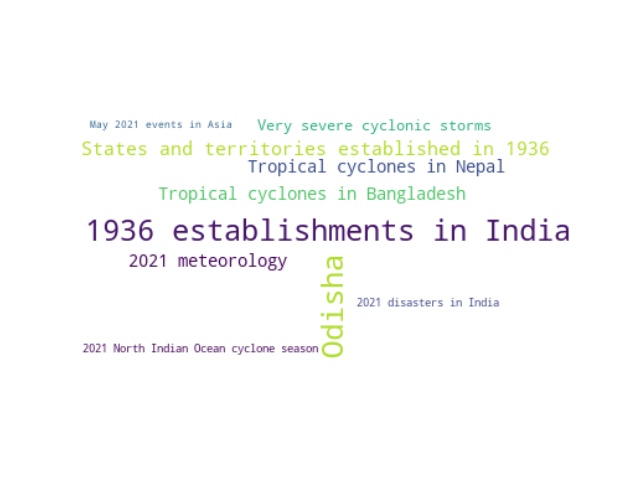 May 2021 events in Asia
Very severe cyclonic storms
States and territories established in 1936
Tropical cyclones in Nepal
Tropical cyclones in Bangladesh
1936 establishments in India
2021 meteorology
Odisha
2021 disasters in India
2021 North Indian Ocean cyclone season